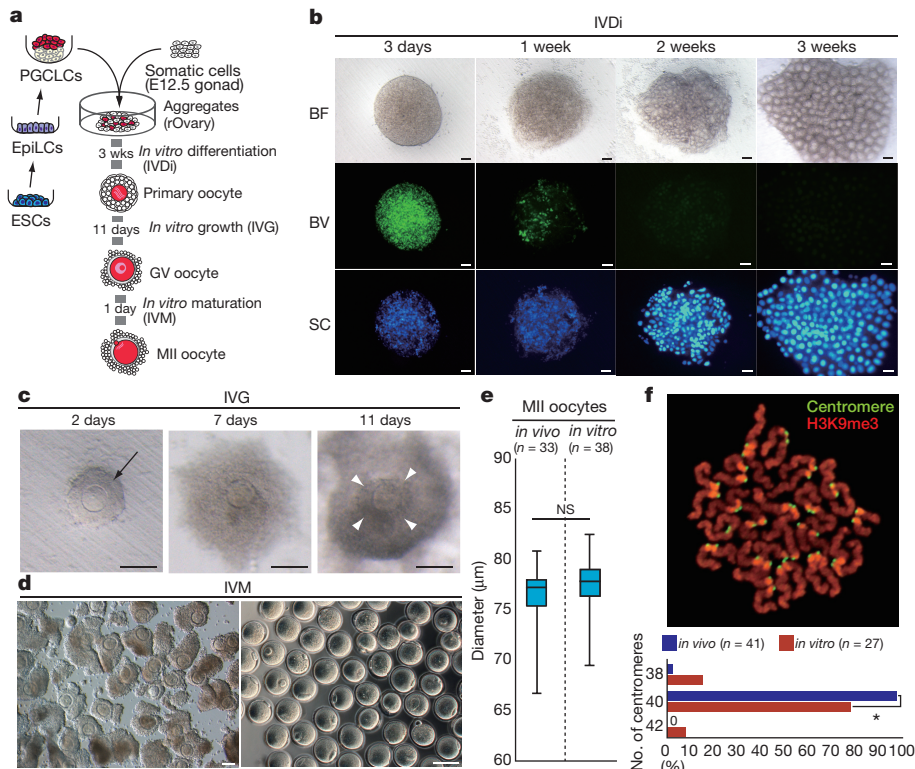 a
PGCLCs
EpiLCs
ESCs
Somatic cells
(E12.5 gonad)
Aggregates
(rOvary)
3 wks In vitro differentiation
(IVDi)
Primary oocyte
11 days In vitro growth (IVG)
GV oocyte
1 day In vitro maturation
(IVM)
MII oocyte
b
IVDi
3 days 1 week 2 weeks 3 weeks
BF
BV
SC
c
IVG
2 days 7 days 11 days
d
IVM
e
MII oocytes
in vivo in vitro
(n = 33) (n = 38)
NS
Diameter (μm)
90
85
80
75
70
65
60
f
Centromere
H3K9me3
in vivo (n = 41) in vitro (n = 27)
No. of centromeres
38
40
42
0
*
0 10 20 30 40 50 60 70 80 90 100
(%)